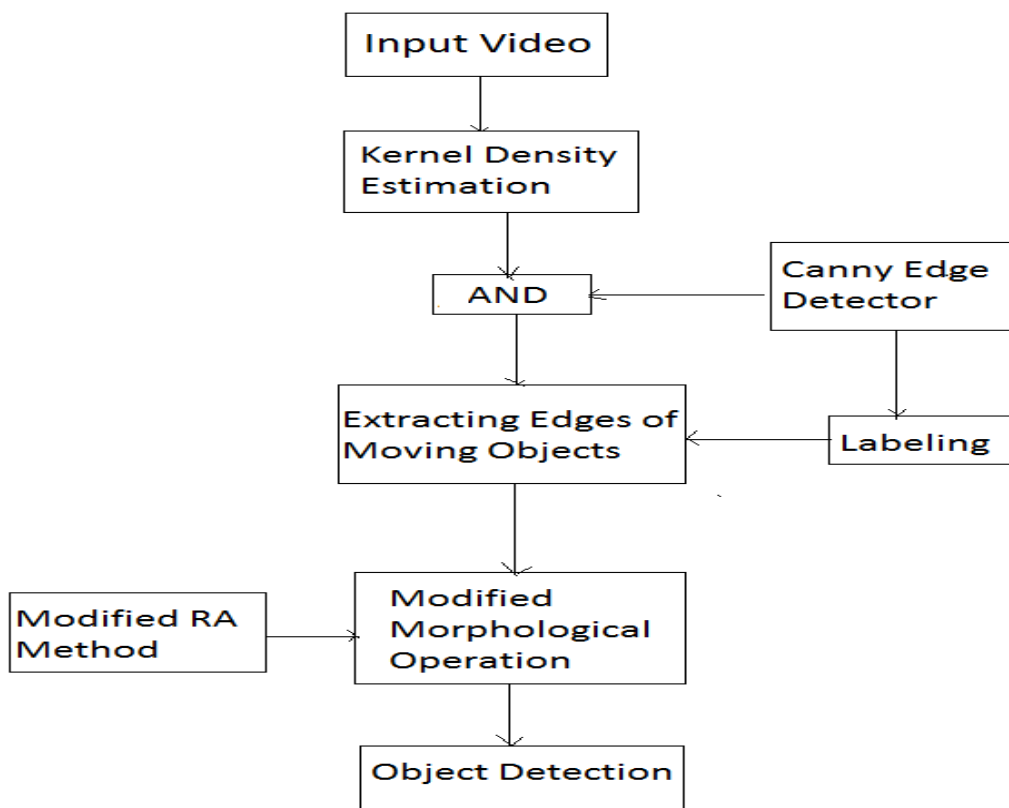 Input Video
Kernel Density
Estimation
AND
Canny Edge
Detector
Extracting Edges of
Moving Objects
Labeling
Modified RA
Method
Modified
Morphological
Operation
Object Detection